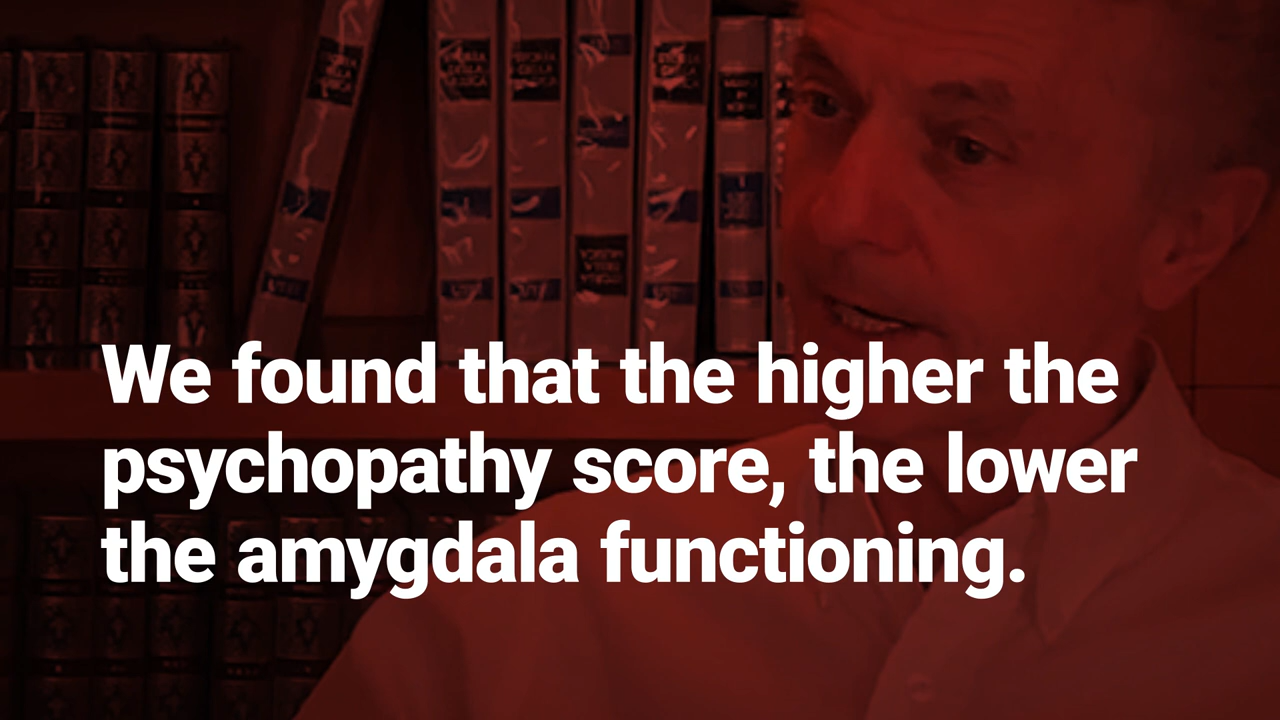 We found that the higher the
psychopathy score, the lower
the amygdala functioning.